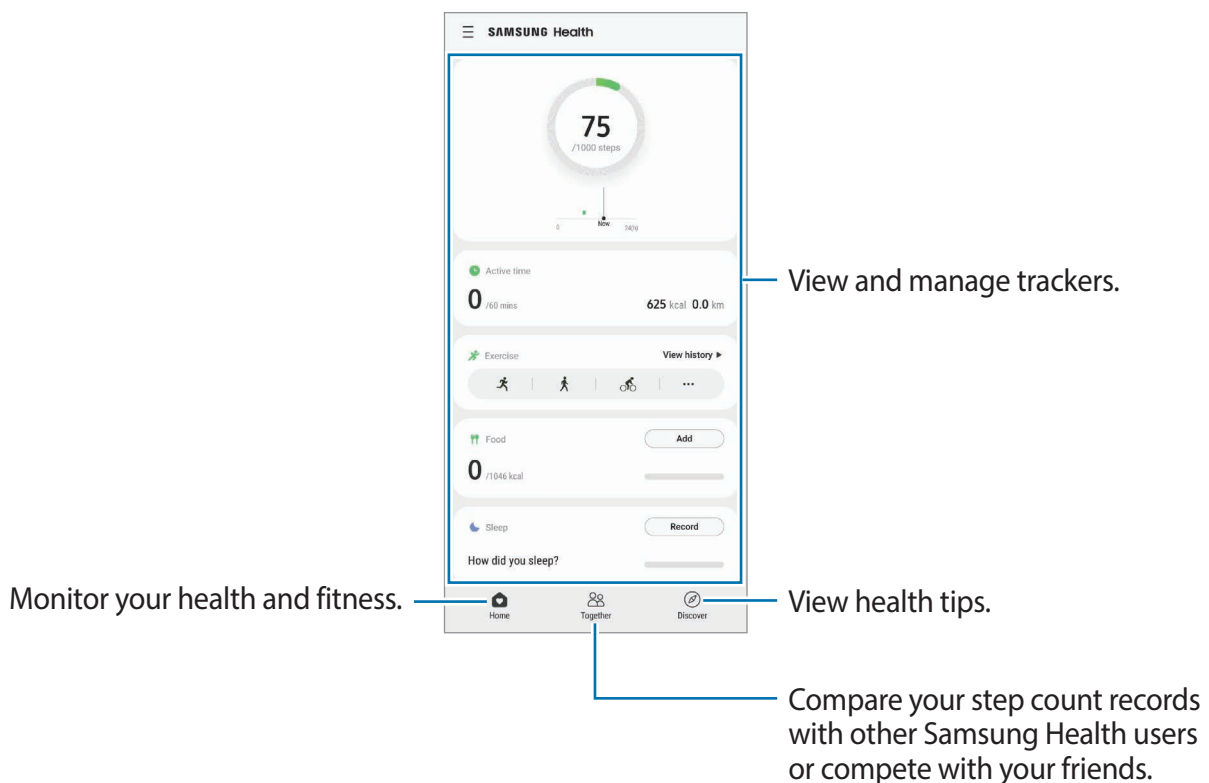 SAMSUNG Health
75
/1000 steps
0 Now 24(h)
Active time
0 /60 mins 625 kcal 0.0 km
View and manage trackers.
Exercise View history
...
Food Add
0 /1046 kcal
Sleep Record
How did you sleep?
Monitor your health and fitness.
Home Together Discover
View health tips.
Compare your step count records
with other Samsung Health users
or compete with your friends.